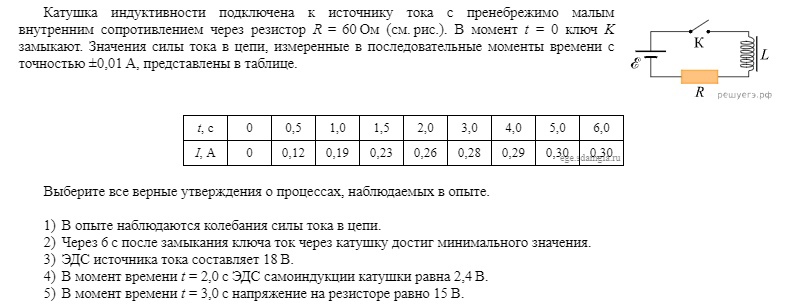 Катушка индуктивности подключена к источнику тока с пренебрежимо малым
внутренним сопротивлением через резистор R = 60 Ом (см. рис.). В момент t = 0 ключ K
замыкают. Значения силы тока в цепи, измеренные в последовательные моменты времени с
точностью ±0,01 А, представлены в таблице.
K
L
ℰ
R
решуегэ.рф
t, с 0 0,5 1,0 1,5 2,0 3,0 4,0 5,0 6,0
I, А 0 0,12 0,19 0,23 0,26 0,28 0,29 0,30 0,30
ege.sdamgia.ru
Выберите все верные утверждения о процессах, наблюдаемых в опыте.
1) В опыте наблюдаются колебания силы тока в цепи.
2) Через 6 с после замыкания ключа ток через катушку достиг минимального значения.
3) ЭДС источника тока составляет 18 В.
4) В момент времени t = 2,0 с ЭДС самоиндукции катушки равна 2,4 В.
5) В момент времени t = 3,0 с напряжение на резисторе равно 15 В.